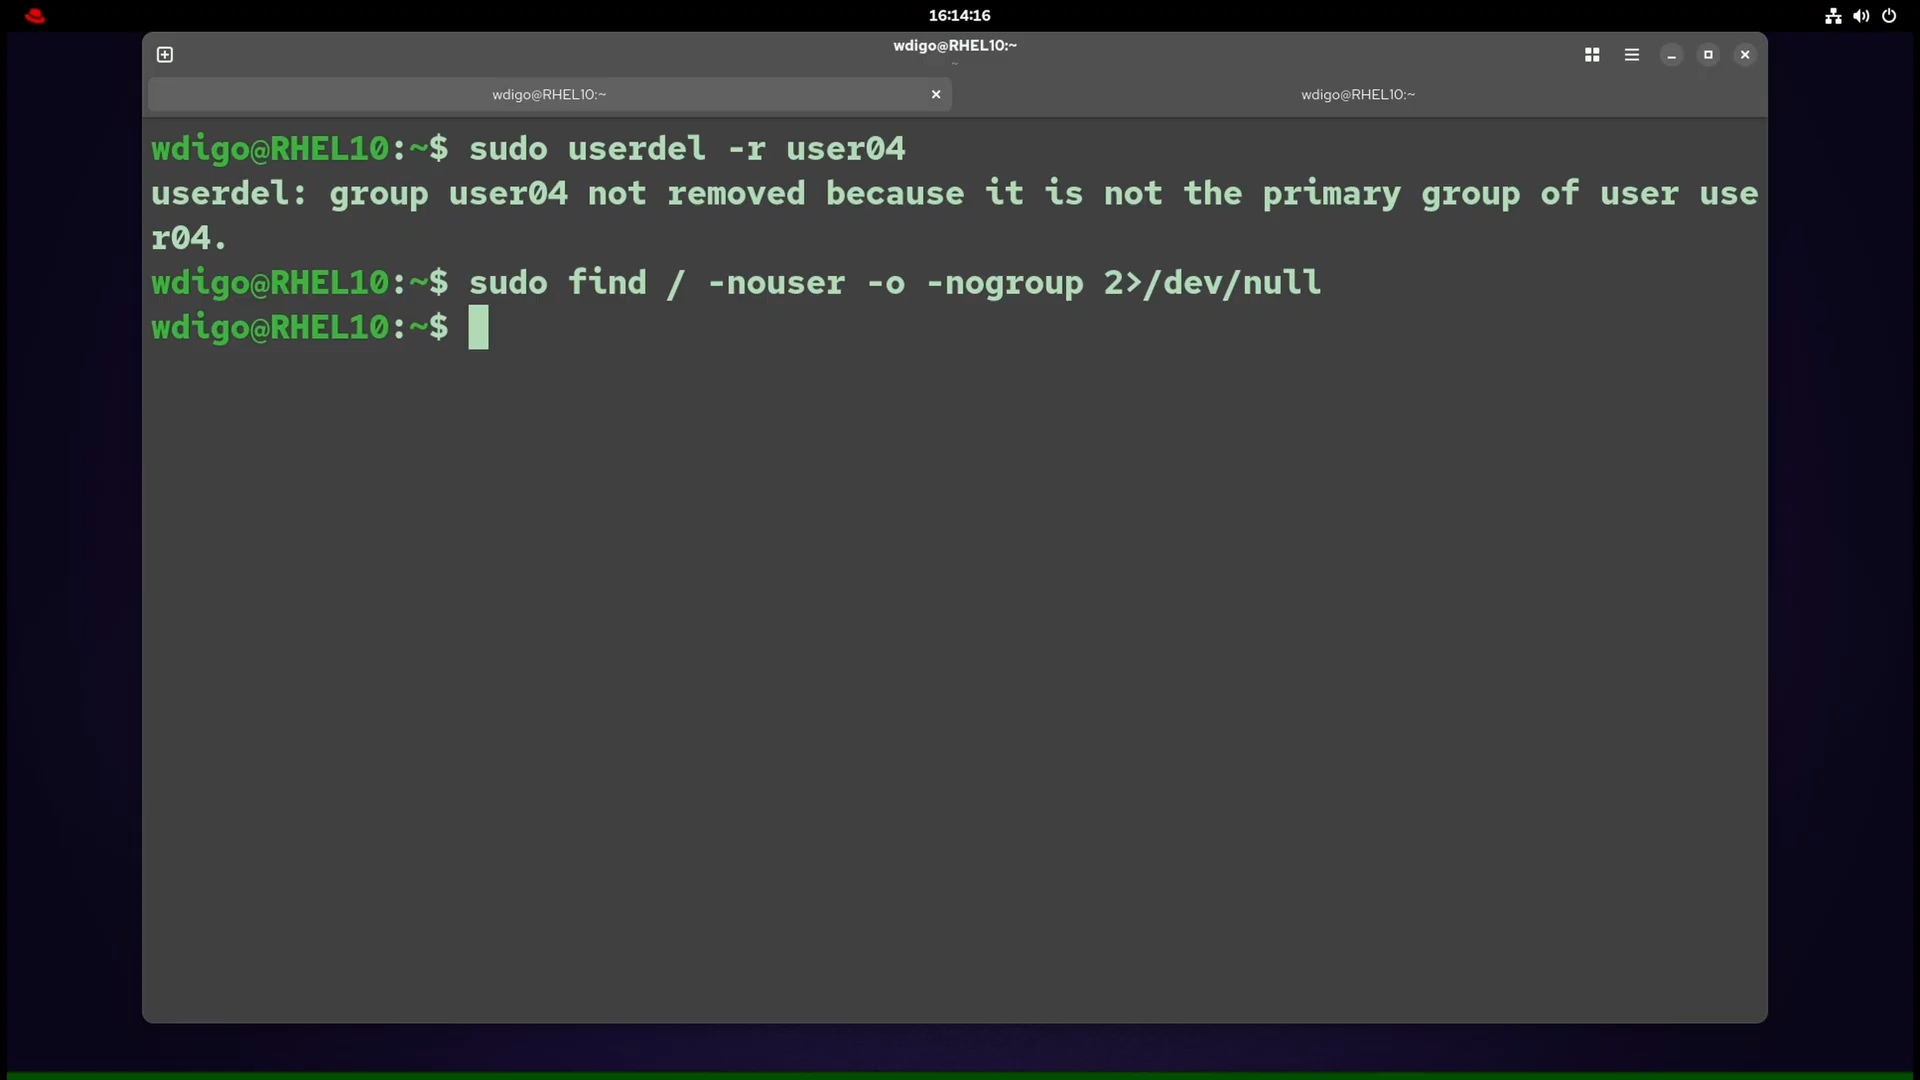 16:14:16
wdigo@RHEL10:~
~
wdigo@RHEL10:~
wdigo@RHEL10:~
wdigo@RHEL10:~$ sudo userdel -r user04
userdel: group user04 not removed because it is not the primary group of user use
r04.
wdigo@RHEL10:~$ sudo find / -nouser -o -nogroup 2>/dev/null
wdigo@RHEL10:~$